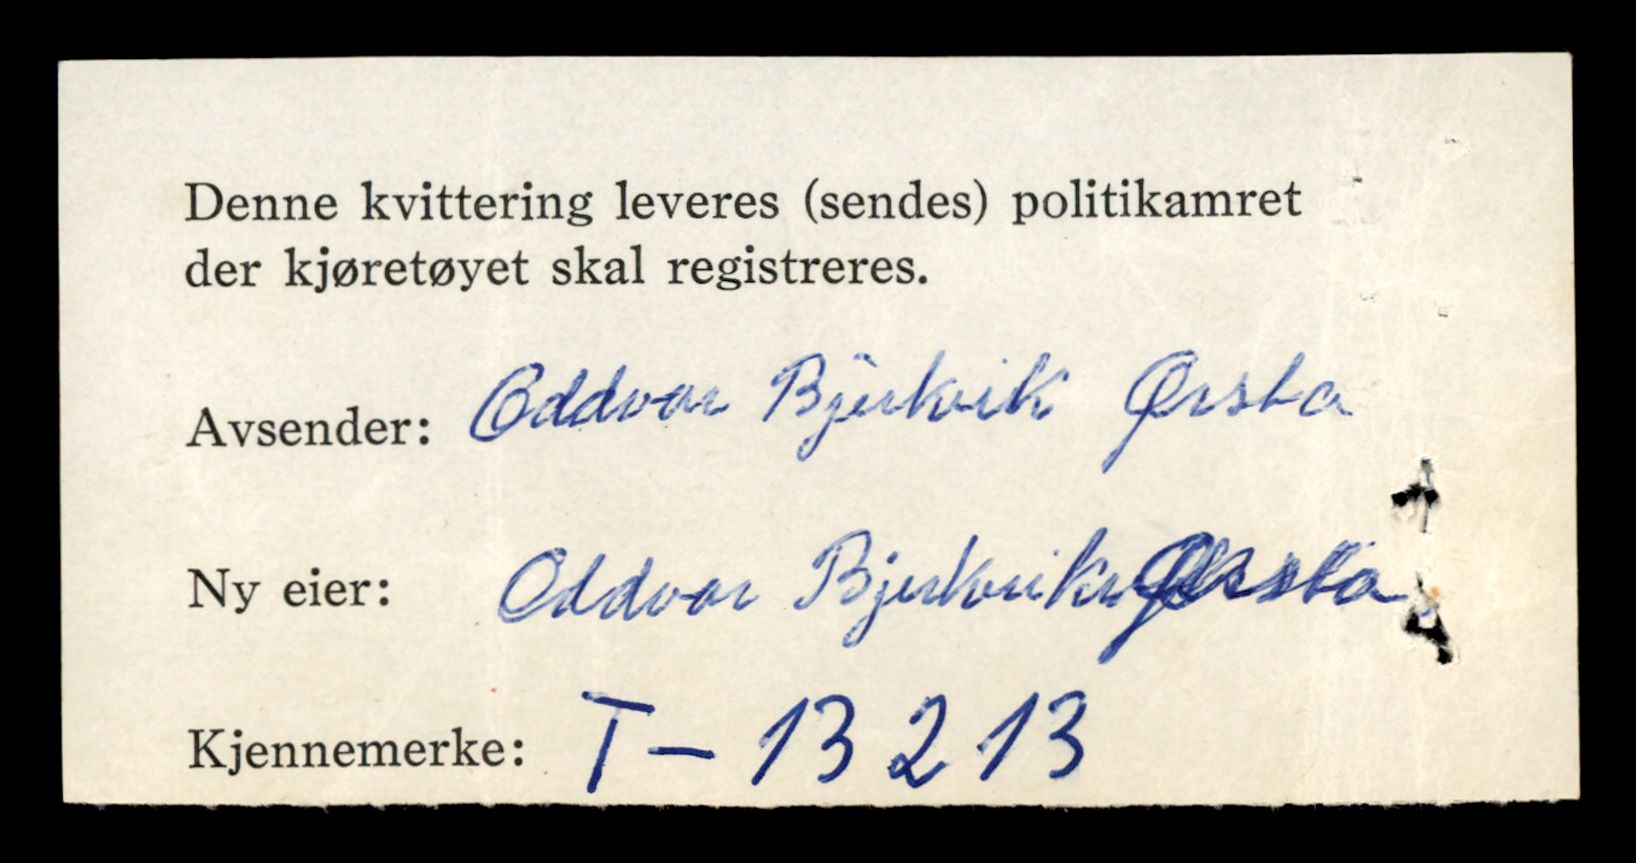 Denne kvittering leveres (sendes) politikamret
der kjøretøyet skal registreres.
Avsender: Oddvar Bjerkvik Ørsta
Ny eier: Oddvar Bjerkvik Ørsta
Kjennemerke: T-13213